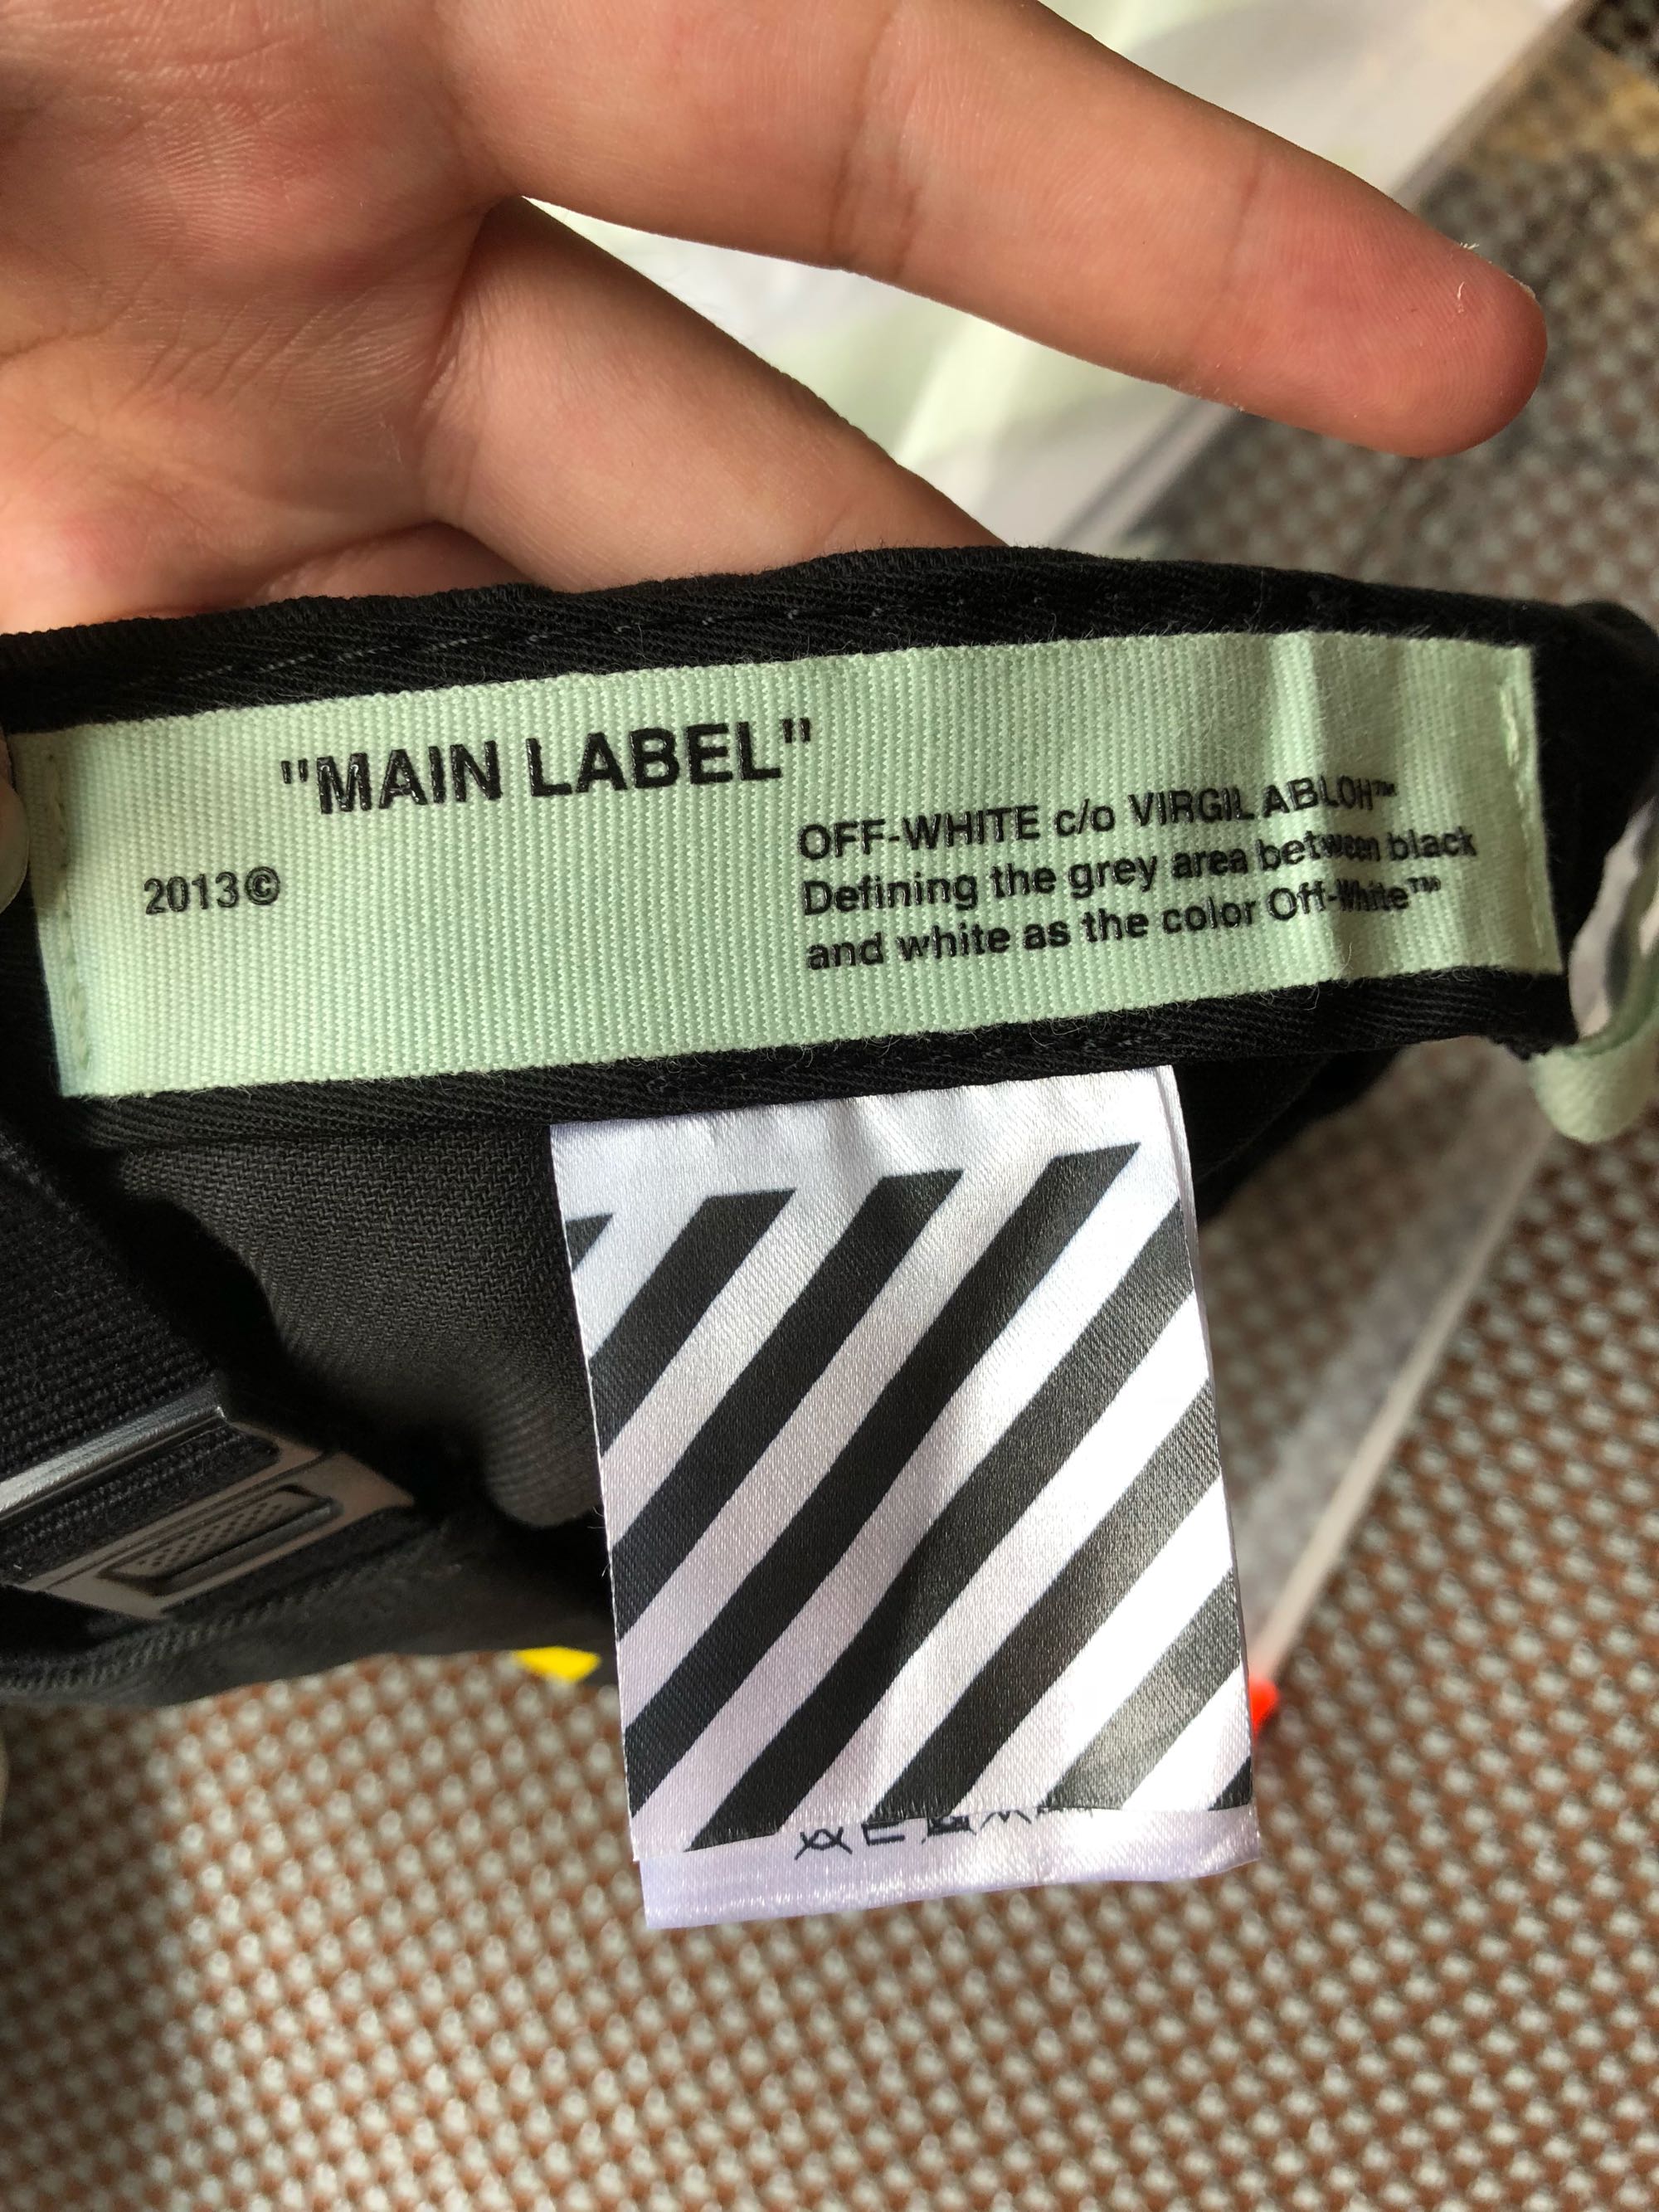 "MAIN LABEL"
2013©
OFF-WHITE c/o VIRGIL ABLOH™
Defining the grey area between black
and white as the color Off-White™